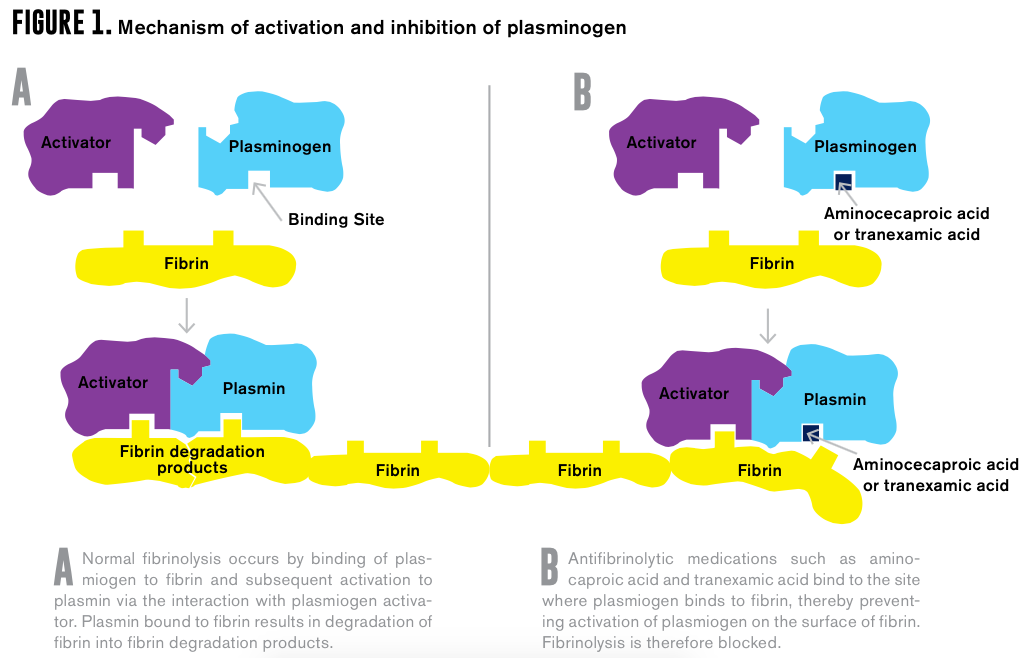 FIGURE 1. Mechanism of activation and inhibition of plasminogen
A
Activator
Plasminogen
Binding Site
Fibrin
Activator
Plasmin
Fibrin degradation
products
Fibrin
B
Activator
Plasminogen
Aminocecaproic acid
or tranexamic acid
Fibrin
Activator
Plasmin
Fibrin
Fibrin
Aminocecaproic acid
or tranexamic acid
A Normal fibrinolysis occurs by binding of plas-
miogen to fibrin and subsequent activation to
plasmin via the interaction with plasmiogen activa-
tor. Plasmin bound to fibrin results in degradation of
fibrin into fibrin degradation products.
B Antifibrinolytic medications such as amino-
caproic acid and tranexamic acid bind to the site
where plasmiogen binds to fibrin, thereby prevent-
ing activation of plasmiogen on the surface of fibrin.
Fibrinolysis is therefore blocked.